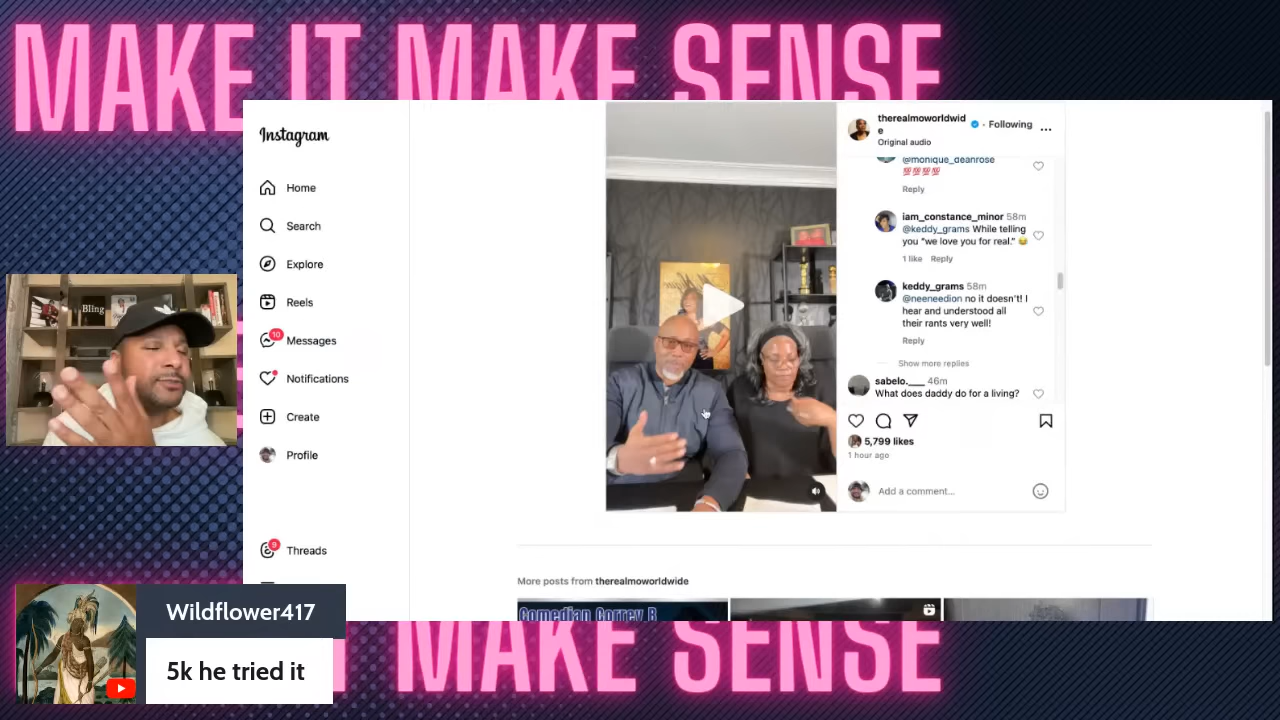 MAKE IT MAKE SENSE
Instagram
Home
Search
Explore
Reels
10
Messages
Notifications
Create
Profile
9
Threads
Bling
therealmoworldwid
e
• Following
...
Original audio
@monique_deanrose
💯💯💯💯
Reply
iam_constance_minor 58m
@keddy_grams While telling
you "we love you for real." 😂
1 like Reply
keddy_grams 58m
@neeneedion no it doesn't! I
hear and understood all
their rants very well!
Reply
Show more replies
sabelo.___ 46m
What does daddy do for a living?
5,799 likes
1 hour ago
Add a comment...
More posts from therealmoworldwide
Comedian Correy B
MAKE SENSE
Wildflower417
5k he tried it